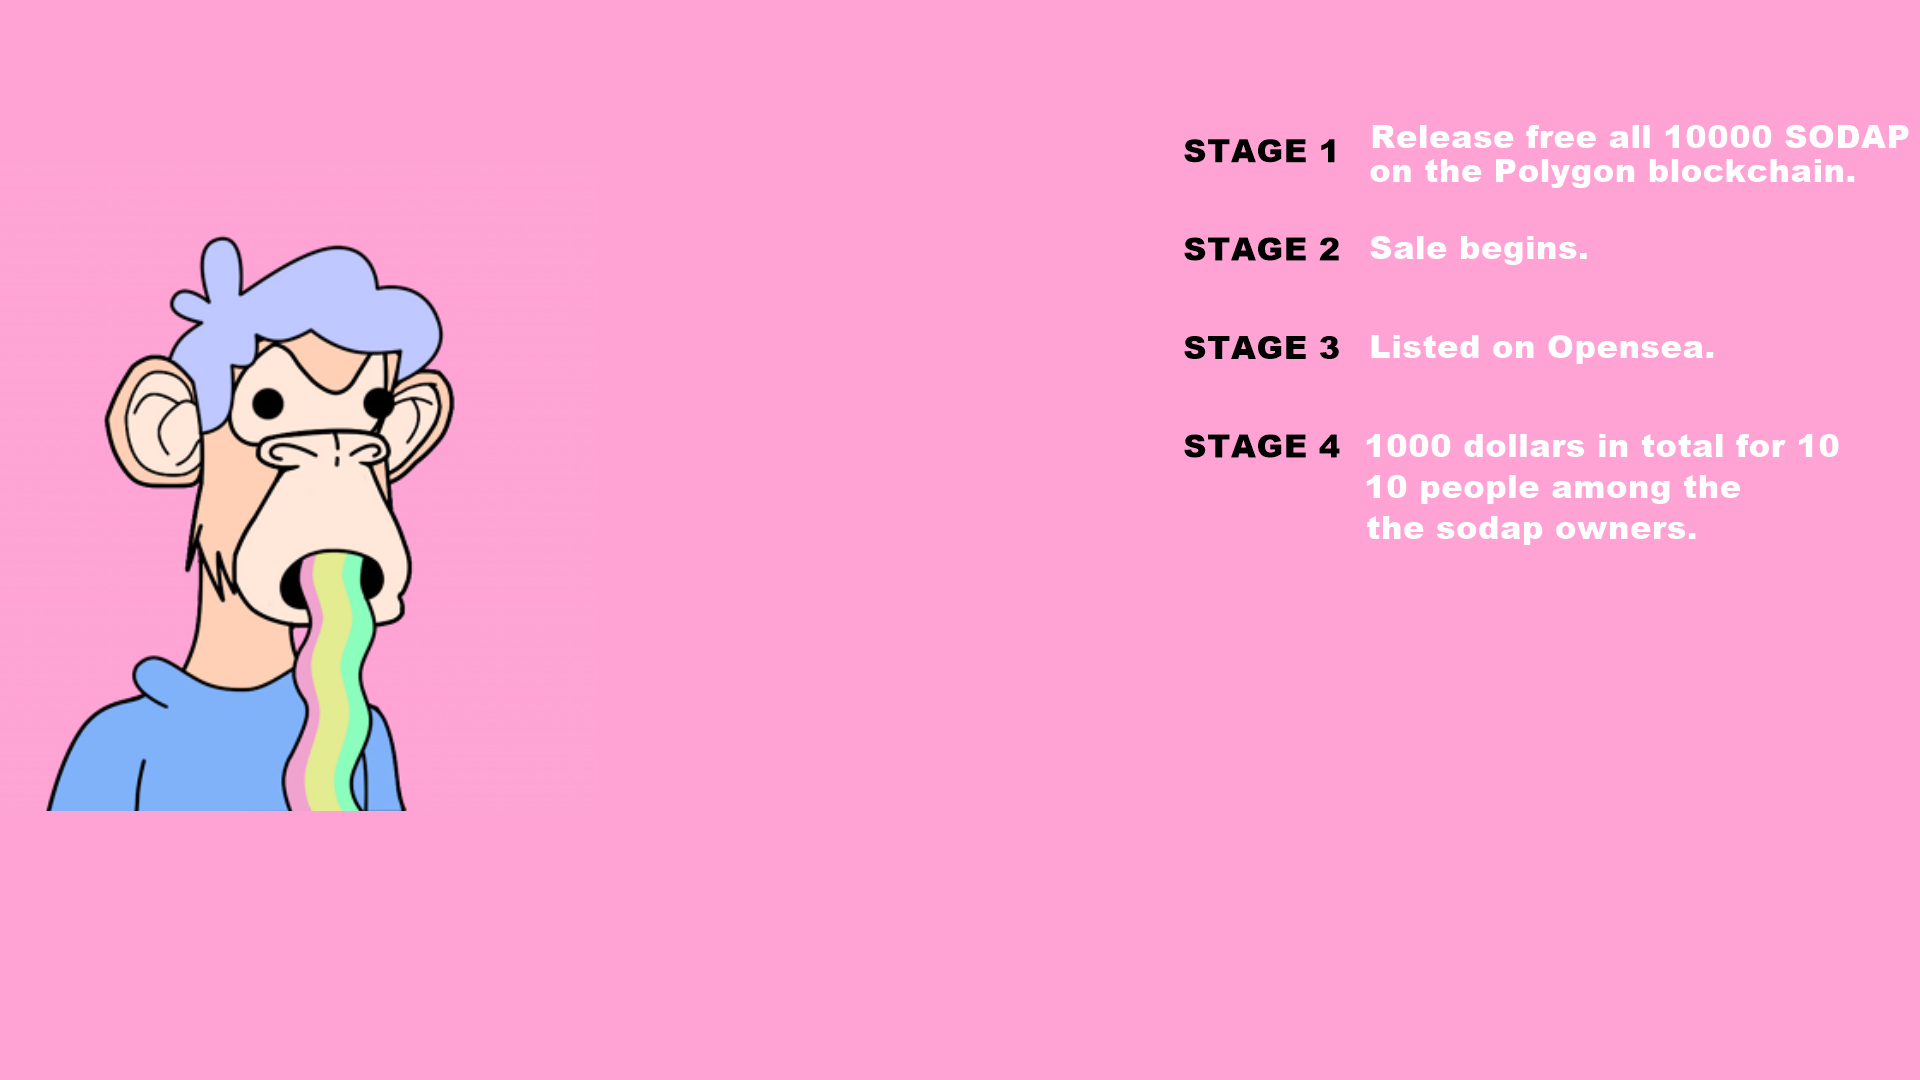 STAGE 1 Release free all 10000 SODAP
on the Polygon blockchain.
STAGE 2 Sale begins.
STAGE 3 Listed on Opensea.
STAGE 4 1000 dollars in total for 10
10 people among the
the sodap owners.